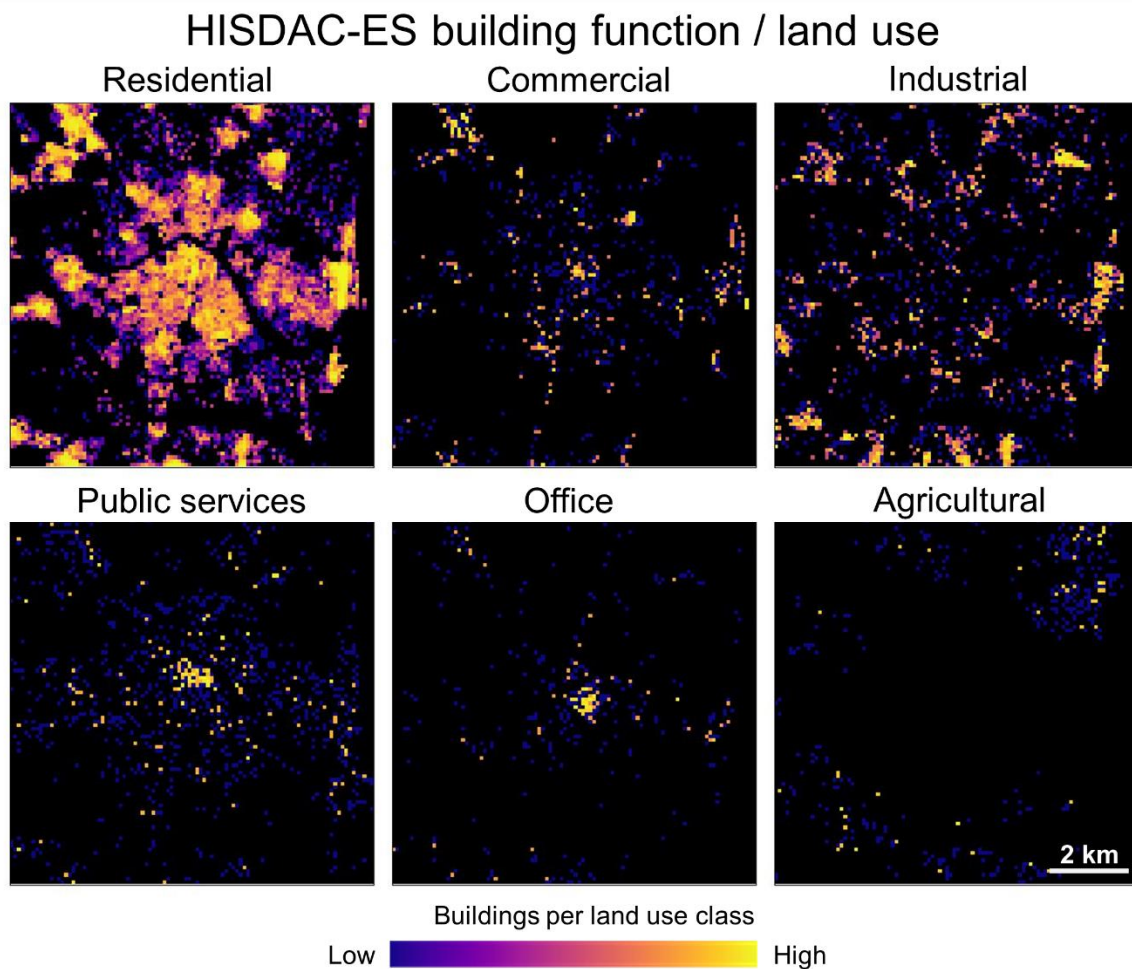 HISDAC-ES building function / land use
Residential
Commercial
Industrial
Public services
Office
Agricultural
2 km
Buildings per land use class
Low
High